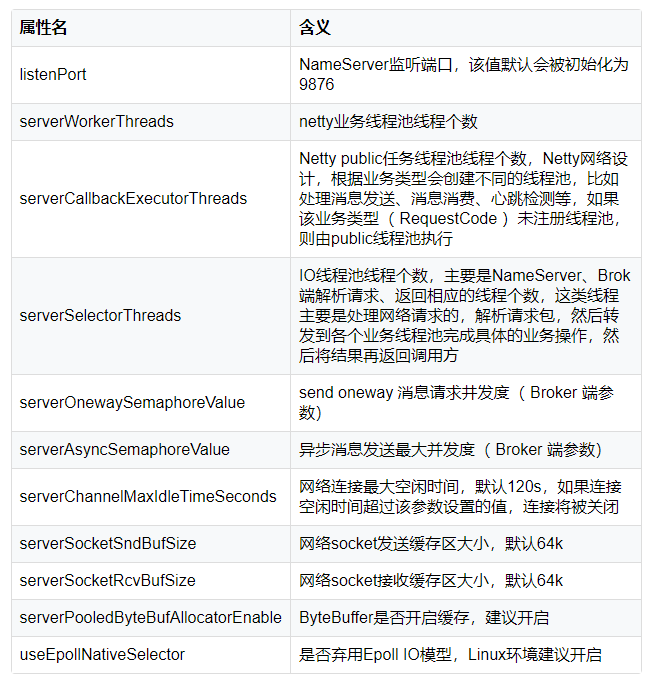 属性名
含义
listenPort
NameServer监听端口，该值默认会被初始化为
9876
serverWorkerThreads
netty业务线程池线程个数
serverCallbackExecutorThreads
Netty public任务线程池线程个数，Netty网络设
计，根据业务类型会创建不同的线程池，比如
处理消息发送、消息消费、心跳检测等，如果
该业务类型（ RequestCode ）未注册线程池，
则由public线程池执行
serverSelectorThreads
IO线程池线程个数，主要是NameServer、Brok
端解析请求、返回相应的线程个数，这类线程
主要是处理网络请求的，解析请求包，然后转
发到各个业务线程池完成具体的业务操作，然
后将结果再返回调用方
serverOnewaySemaphoreValue
send oneway 消息请求井发度（ Broker 端参
数）
serverAsyncSemaphoreValue
异步消息发送最大并发度（ Broker 端参数）
serverChannelMaxIdleTimeSeconds
网络连接最大空闲时间，默认120s，如果连接
空闲时间超过该参数设置的值，连接将被关闭
serverSocketSndBufSize
网络socket发送缓存区大小，默认64k
serverSocketRcvBufSize
网络socket接收缓存区大小，默认64k
serverPooledByteBufAllocatorEnable
ByteBuffer是否开启缓存，建议开启
useEpollNativeSelector
是否弃用Epoll IO模型，Linux环境建议开启